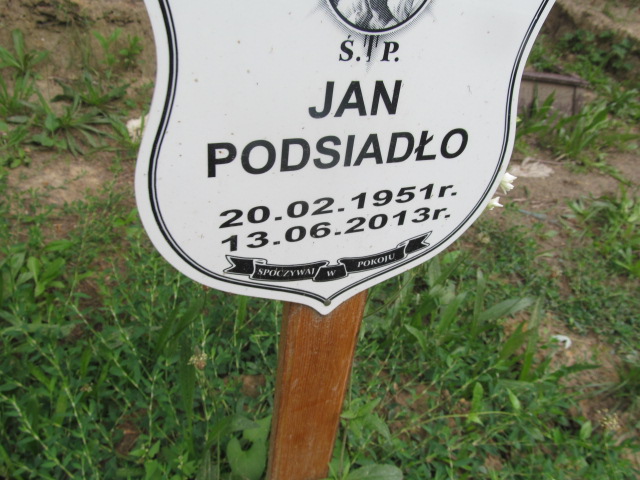 Ś. P.
JAN
PODSIADŁO
20.02.1951r.
13.06.2013r.
SPOCZYWAJ W POKOJU